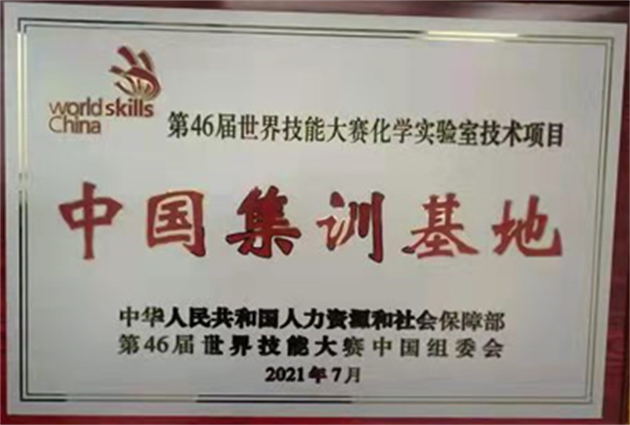 world skills
China
第46届世界技能大赛化学实验室技术项目
中国集训基地
中华人民共和国人力资源和社会保障部
第46届世界技能大赛中国组委会
2021年7月